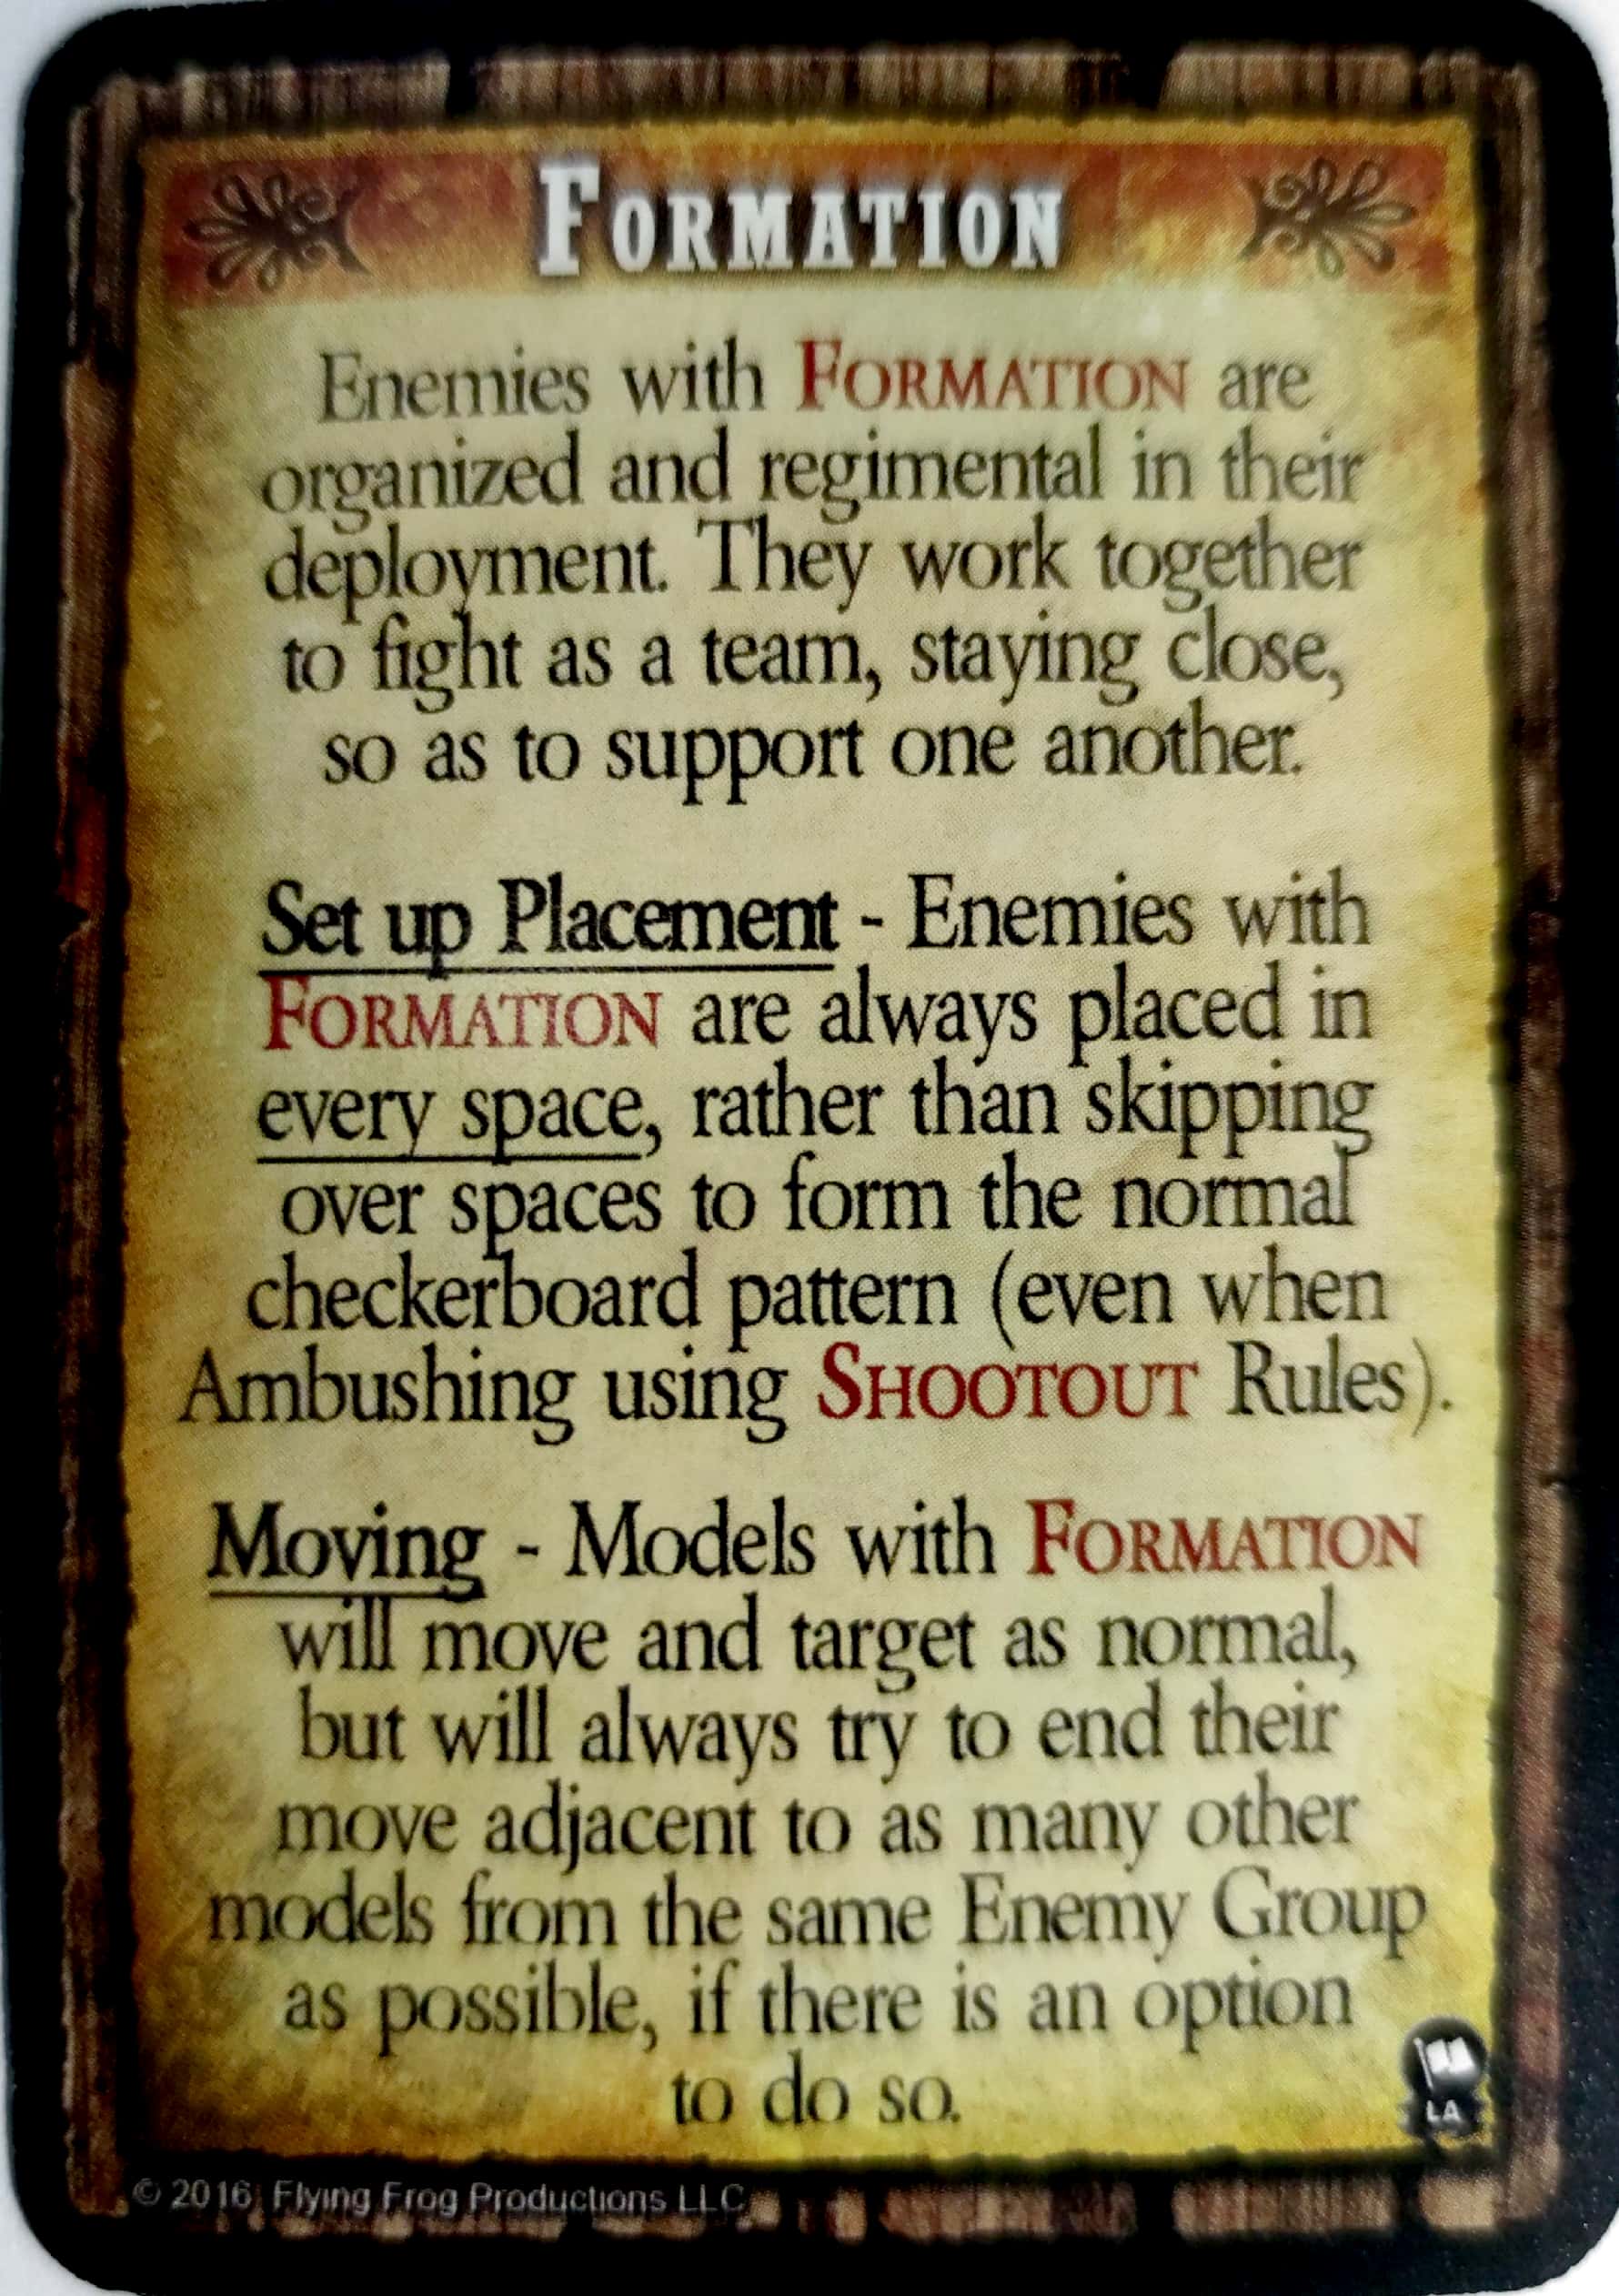 FORMATION
Enemies with FORMATION are
organized and regimental in their
deployment. They work together
to fight as a team, staying close,
so as to support one another.
Set up Placement - Enemies with
FORMATION are always placed in
every space, rather than skipping
over spaces to form the normal
checkerboard pattern (even when
Ambushing using SHOOTOUT Rules).
Moving - Models with FORMATION
will move and target as normal,
but will always try to end their
move adjacent to as many other
models from the same Enemy Group
as possible, if there is an option
to do so.
LA
© 2016, Flying Frog Productions LLC